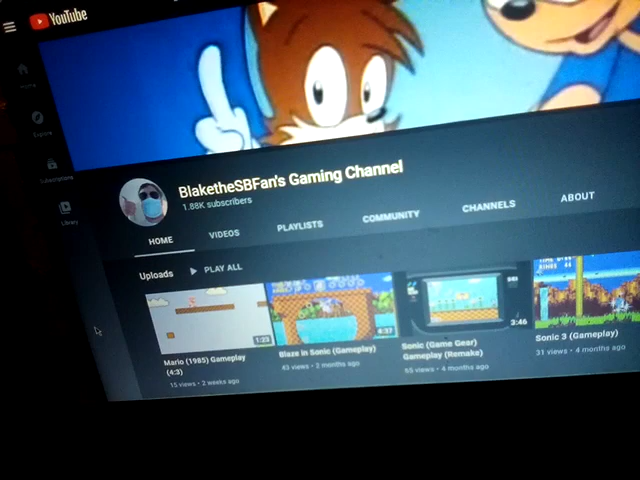 YouTube
Home
Explore
Subscriptions
Library
BlaketheSBFan's Gaming Channel
1.88K subscribers
HOME
VIDEOS
PLAYLISTS
COMMUNITY
CHANNELS
ABOUT
Uploads
PLAY ALL
1:23
4:37
3:46
RINGS 44
Mario (1985) Gameplay
(4:3)
15 views • 2 weeks ago
Blaze in Sonic (Gameplay)
43 views • 2 months ago
Sonic (Game Gear)
Gameplay (Remake)
65 views • 4 months ago
Sonic 3 (Gameplay)
31 views • 4 months ago